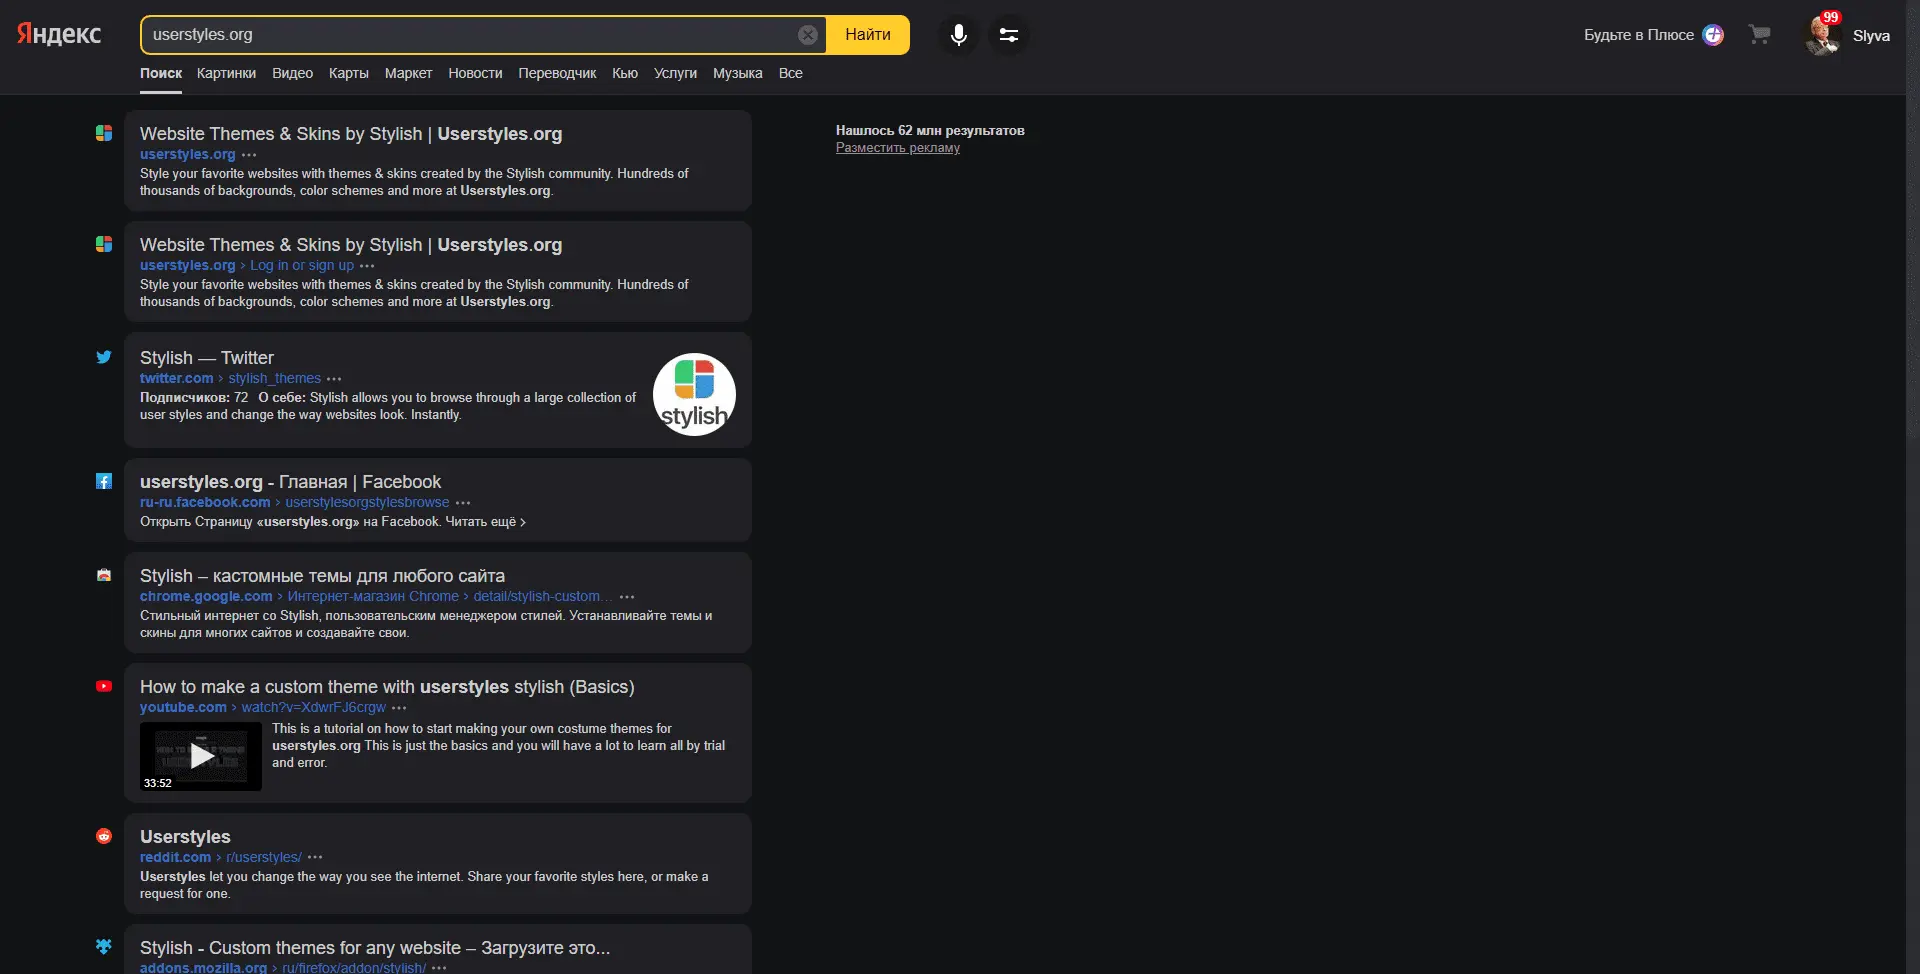 Яндекс
userstyles.org
Найти
Будьте в Плюсе
99
Slyva
Поиск Картинки Видео Карты Маркет Новости Переводчик Кью Услуги Музыка Все
Website Themes & Skins by Stylish | Userstyles.org
userstyles.org
Style your favorite websites with themes & skins created by the Stylish community. Hundreds of
thousands of backgrounds, color schemes and more at Userstyles.org.
Нашлось 62 млн результатов
Разместить рекламу
Website Themes & Skins by Stylish | Userstyles.org
userstyles.org › Log in or sign up
Style your favorite websites with themes & skins created by the Stylish community. Hundreds of
thousands of backgrounds, color schemes and more at Userstyles.org.
Stylish — Twitter
twitter.com › stylish_themes
Подписчиков: 72 О себе: Stylish allows you to browse through a large collection of
user styles and change the way websites look. Instantly.
stylish
userstyles.org - Главная | Facebook
ru-ru.facebook.com › userstylesorgstylesbrowse
Открыть Страницу «userstyles.org» на Facebook. Читать ещё ›
Stylish – кастомные темы для любого сайта
chrome.google.com › Интернет-магазин Chrome › detail/stylish-custom…
Стильный интернет со Stylish, пользовательским менеджером стилей. Устанавливайте темы и
скины для многих сайтов и создавайте свои.
How to make a custom theme with userstyles stylish (Basics)
youtube.com › watch?v=XdwrFJ6crgw
This is a tutorial on how to start making your own costume themes for
userstyles.org This is just the basics and you will have a lot to learn all by trial
and error.
33:52
Userstyles
reddit.com › r/userstyles/
Userstyles let you change the way you see the internet. Share your favorite styles here, or make a
request for one.
Stylish - Custom themes for any website – Загрузите это...
addons.mozilla.org › ru/firefox/addon/stylish/